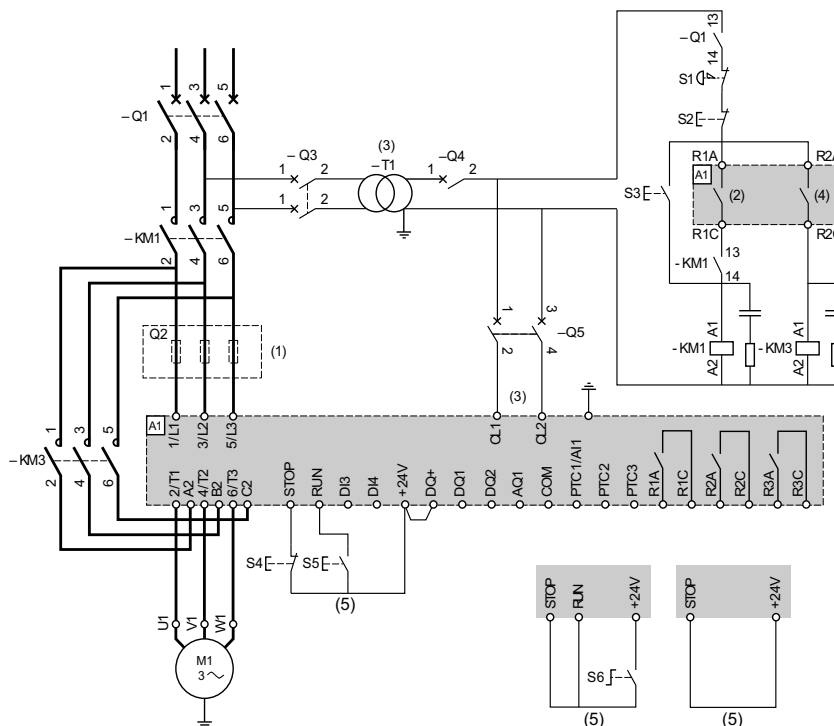 13
–Q1
14
S1
S2
1 3 5
–Q1
2 4 6
(3)
–Q3 –T1 –Q4
1 2 1 2
2
R1A R2A
A1
S3 (2) (4)
R1C
1 3 5
–KM1
2 4 6
13
-KM1
14
1 3
–Q5
2 4
Q2
(1)
A1 A1
-KM1 -KM3
A2 A2
(3)
A1
1/L1 3/L2 5/L3 CL1 CL2
1 3 5
–KM3
2 4 6
2/T1 A2 4/T2 B2 6/T3 C2 STOP RUN DI3 DI4 +24V DQ+ DQ1 DQ2 AQ1 COM PTC1/AI1 PTC2 PTC3 R1A R1C R2A R2C R3A R3C
S4 S5
(5)
U1 V1 W1
M1
3
STOP RUN +24V
S6
(5)
STOP +24V
(5)